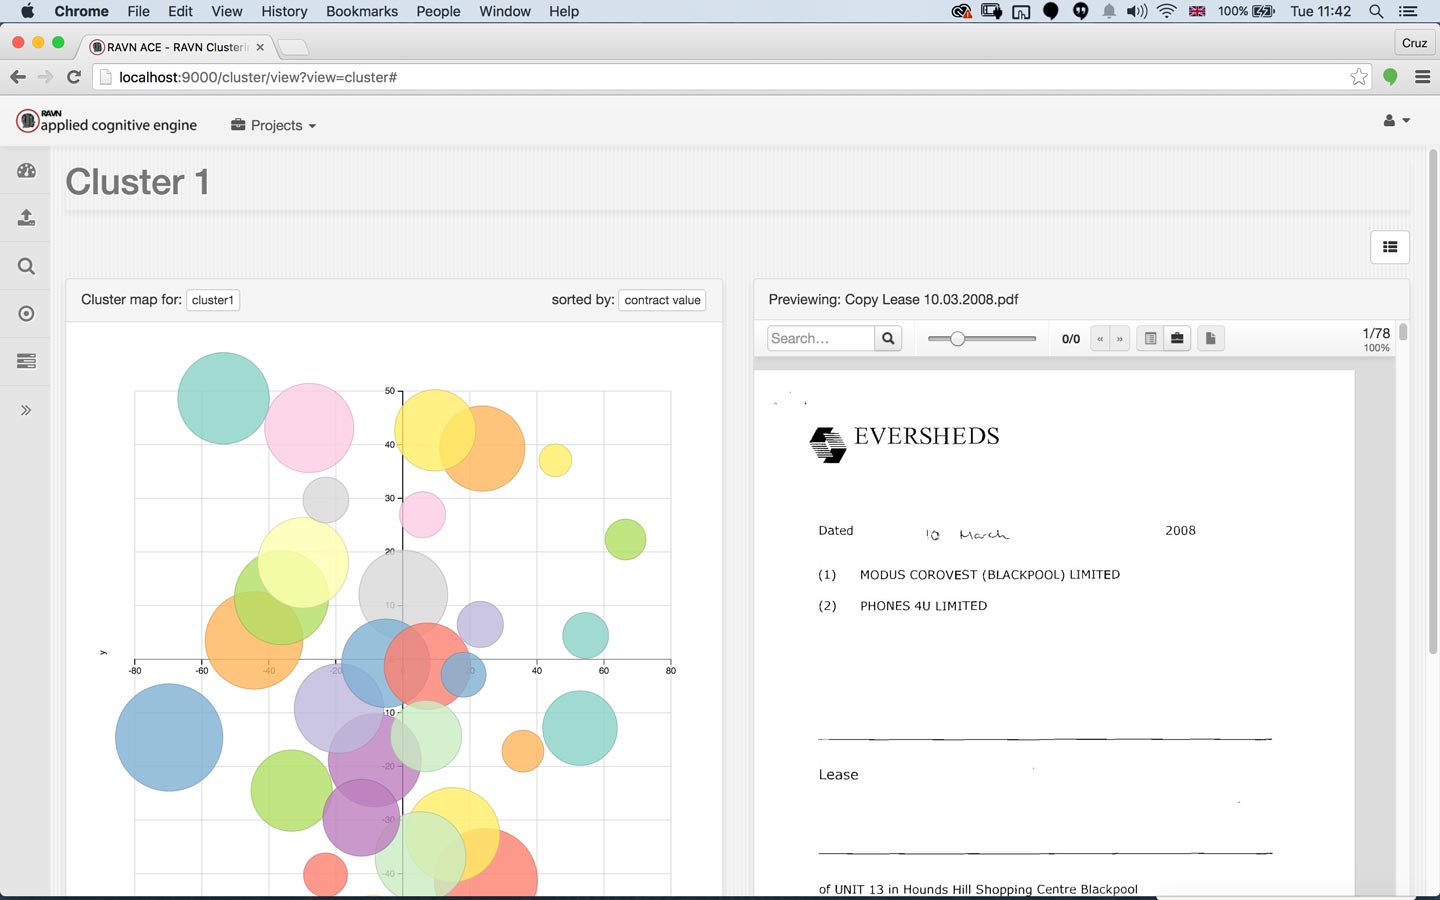 Chrome File Edit View History Bookmarks People Window Help 100% Tue 11:42
RAVN ACE - RAVN Clusteri
Cruz
localhost:9000/cluster/view?view=cluster#
RAVN
applied cognitive engine
Projects
Cluster 1
Cluster map for: cluster1 sorted by: contract value
Previewing: Copy Lease 10.03.2008.pdf
Search... 0/0 « » 1/78
100%
50
40
30
20
10
y
-80 -60 -40 -20 40 60 80
-10
-20
-30
-40
EVERSHEDS
Dated 10 March 2008
(1) MODUS COROVEST (BLACKPOOL) LIMITED
(2) PHONES 4U LIMITED
Lease
of UNIT 13 in Hounds Hill Shopping Centre Blackpool